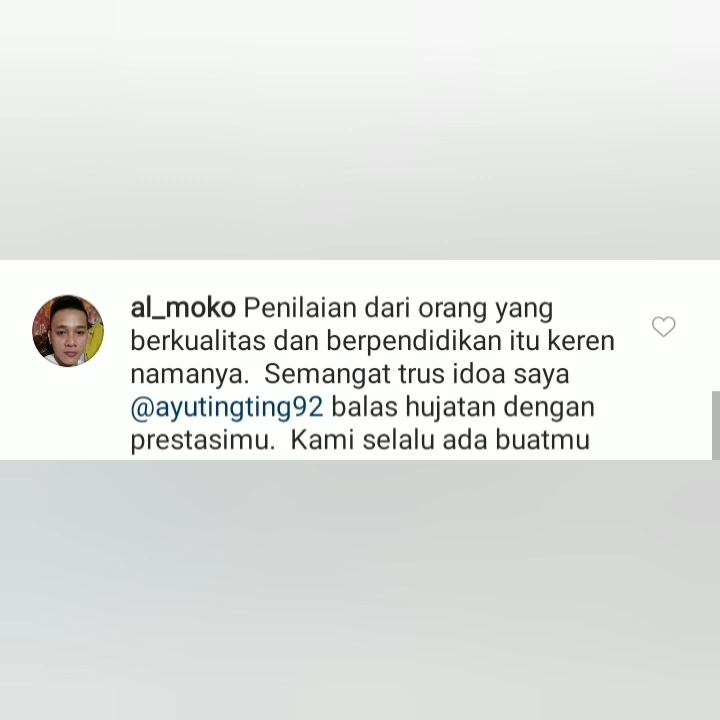 al_moko Penilaian dari orang yang
berkualitas dan berpendidikan itu keren
namanya.  Semangat trus idoa saya
@ayutingting92 balas hujatan dengan
prestasimu.  Kami selalu ada buatmu